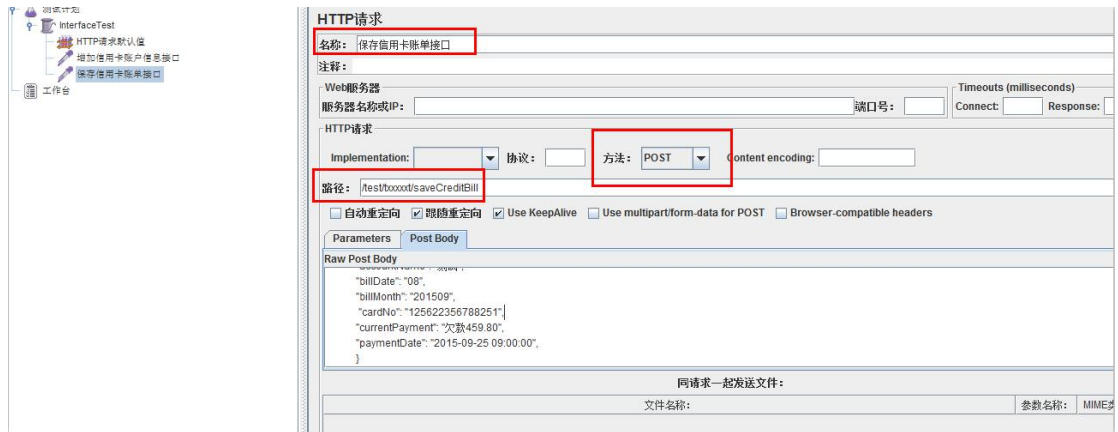 测试计划
InterfaceTest
HTTP请求默认值
增加信用卡账户信息接口
保存信用卡账单接口
工作台
HTTP请求
名称： 保存信用卡账单接口
注释：
Web服务器
服务器名称或IP： 端口号：
Timeouts (milliseconds)
Connect: Response:
HTTP请求
Implementation: 协议： 方法： POST Content encoding:
路径： /test/txxxxt/saveCreditBill
自动重定向 跟随重定向 Use KeepAlive Use multipart/form-data for POST Browser-compatible headers
Parameters Post Body
Raw Post Body
"billDate": "08",
"billMonth": "201509",
"cardNo": "125622356788251",
"currentPayment": "欠款459.80",
"paymentDate": "2015-09-25 09:00:00",
}
同请求一起发送文件：
文件名称： 参数名称： MIME类